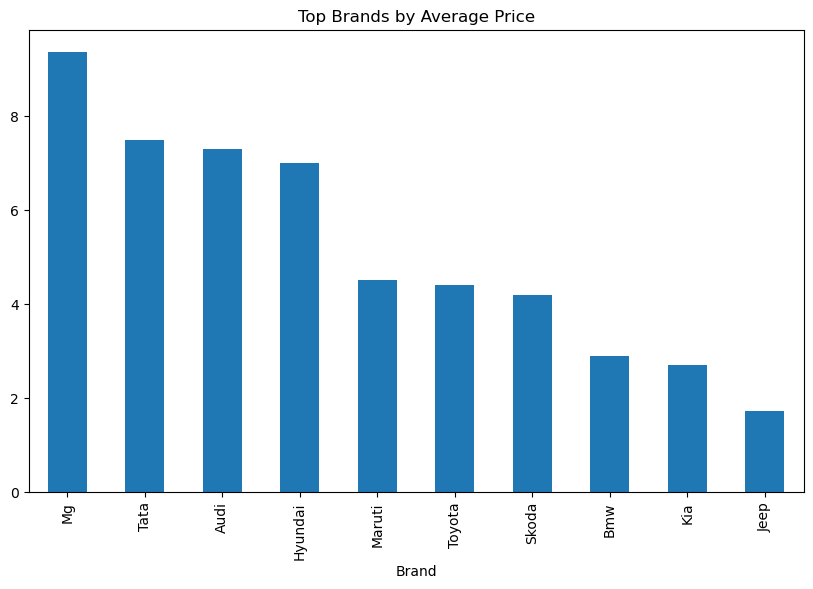 Top Brands by Average Price
8
6
4
2
0
Mg
Tata
Audi
Hyundai
Maruti
Toyota
Skoda
Bmw
Kia
Jeep
Brand